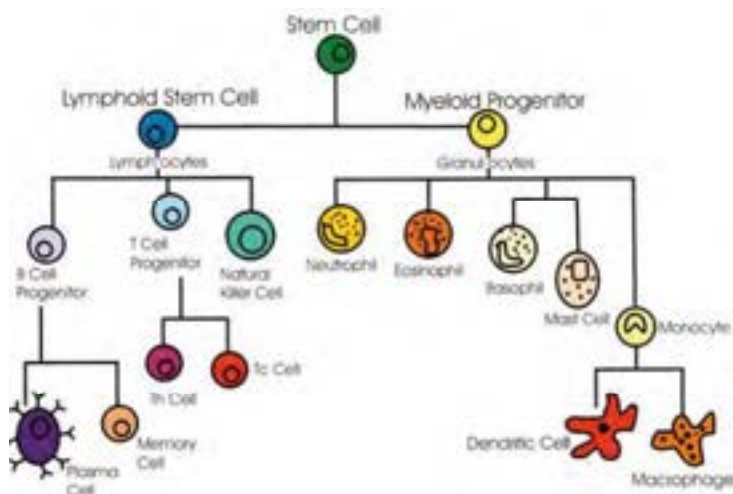 Stem Cell
Lymphoid Stem Cell
Myeloid Progenitor
Lymphocytes
Granulocytes
B Cell
Progenitor
T Cell
Progenitor
Natural
Killer Cell
Neutrophil
Eosinophil
Basophil
Mast Cell
Monocyte
Th Cell
Tc Cell
Plasma
Cell
Memory
Cell
Dendritic Cell
Macrophage